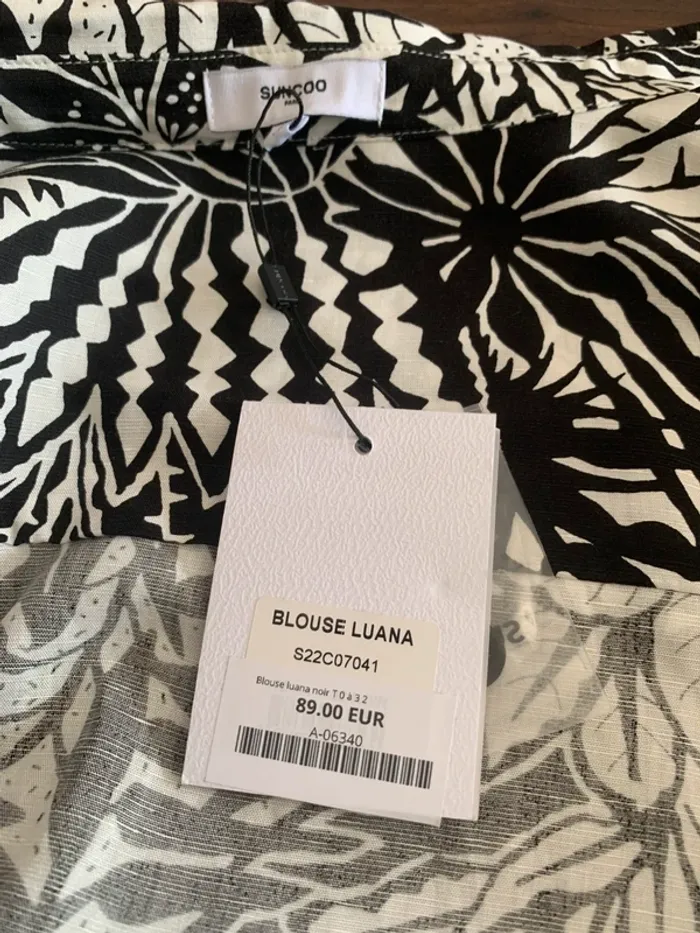 SUNCOO
PARIS
BLOUSE LUANA
S22C07041
Blouse luana noir T 0 à 3 2
89.00 EUR
A-06340